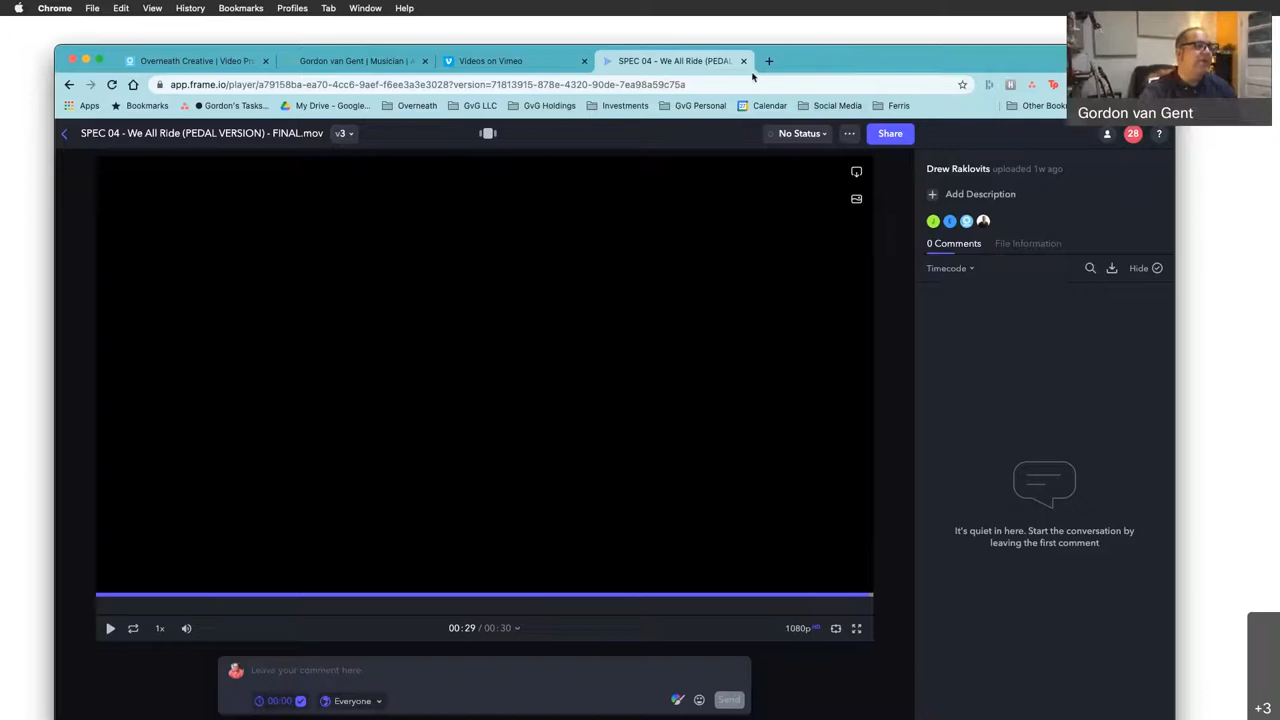 Chrome File Edit View History Bookmarks Profiles Tab Window Help
Overneath Creative | Video Pr
Gordon van Gent | Musician | A
Videos on Vimeo
SPEC 04 - We All Ride (PEDAL
app.frame.io/player/a79158ba-ea70-4cc6-9aef-f6ee3a3e3028?version=71813915-878e-4320-90de-7ea98a59c75a
Apps Bookmarks Gordon's Tasks... My Drive - Google... Overneath GvG LLC GvG Holdings Investments GvG Personal Calendar Social Media Ferris Other Book
Gordon van Gent
SPEC 04 - We All Ride (PEDAL VERSION) - FINAL.mov v3
No Status
Share
28
?
Drew Raklovits uploaded 1w ago
+ Add Description
0 Comments File Information
Timecode
Hide
It's quiet in here. Start the conversation by
leaving the first comment
1x
00:29 / 00:30
1080p HD
Leave your comment here
00:00
Everyone
Send
+3